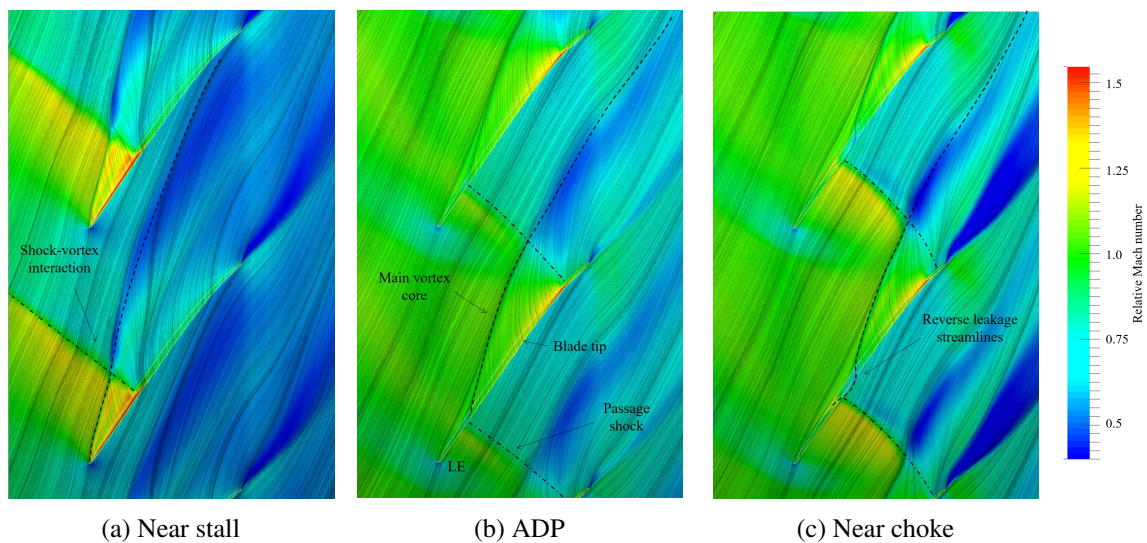 Shock-vortex
interaction
Main vortex
core
Blade tip
Passage
shock
LE
Reverse leakage
streamlines
1.5
1.25
1.0
0.75
0.5
Relative Mach number
(a) Near stall
(b) ADP
(c) Near choke